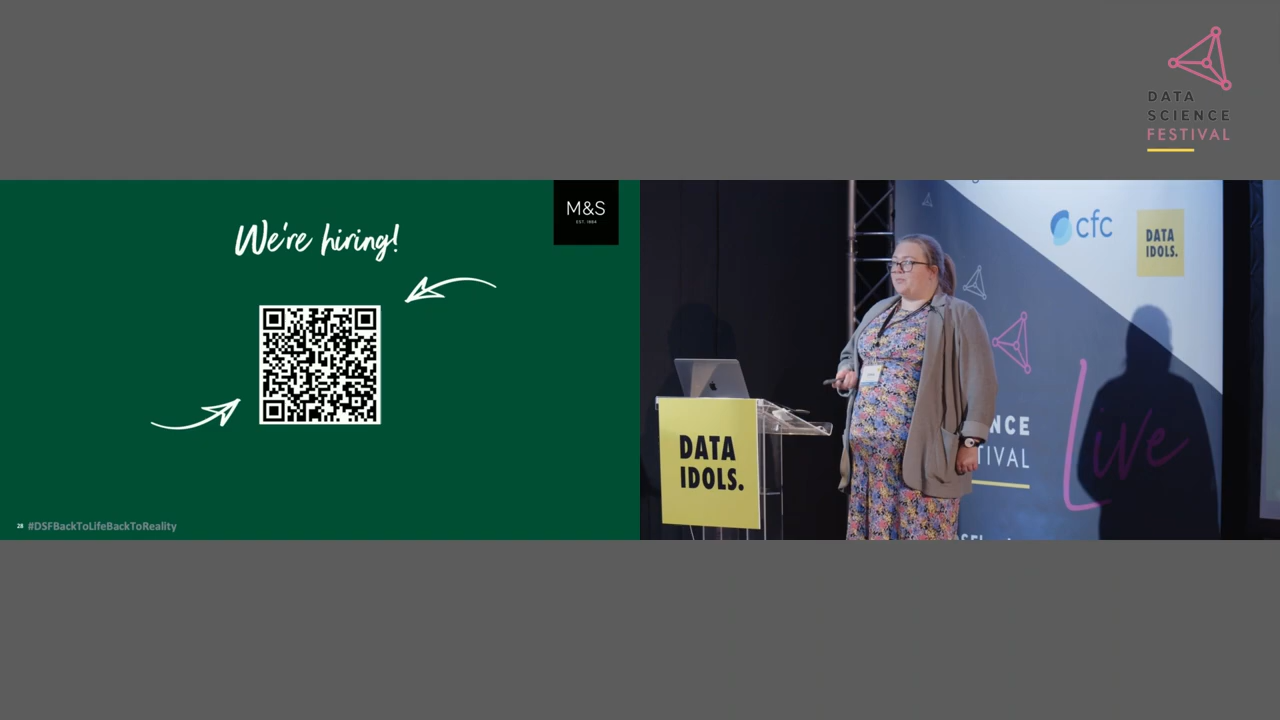 DATA
SCIENCE
FESTIVAL
M&S
EST. 1884
We're hiring!
28 #DSFBackToLifeBackToReality
cfc
DATA
IDOLS.
NCE
TIVAL
Live
DATA
IDOLS.